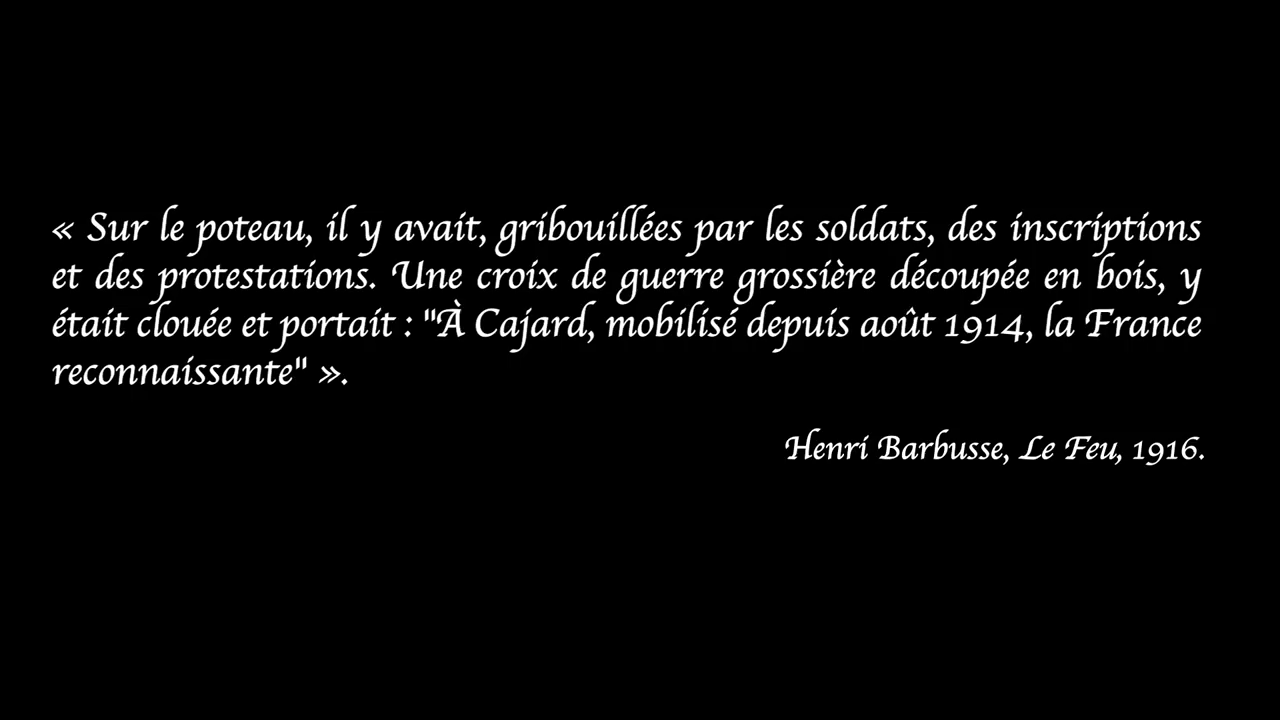 « Sur le poteau, il y avait, gribouillées par les soldats, des inscriptions
et des protestations. Une croix de guerre grossière découpée en bois, y
était clouée et portait : "À Cajard, mobilisé depuis août 1914, la France
reconnaissante" ».
Henri Barbusse, Le Feu, 1916.